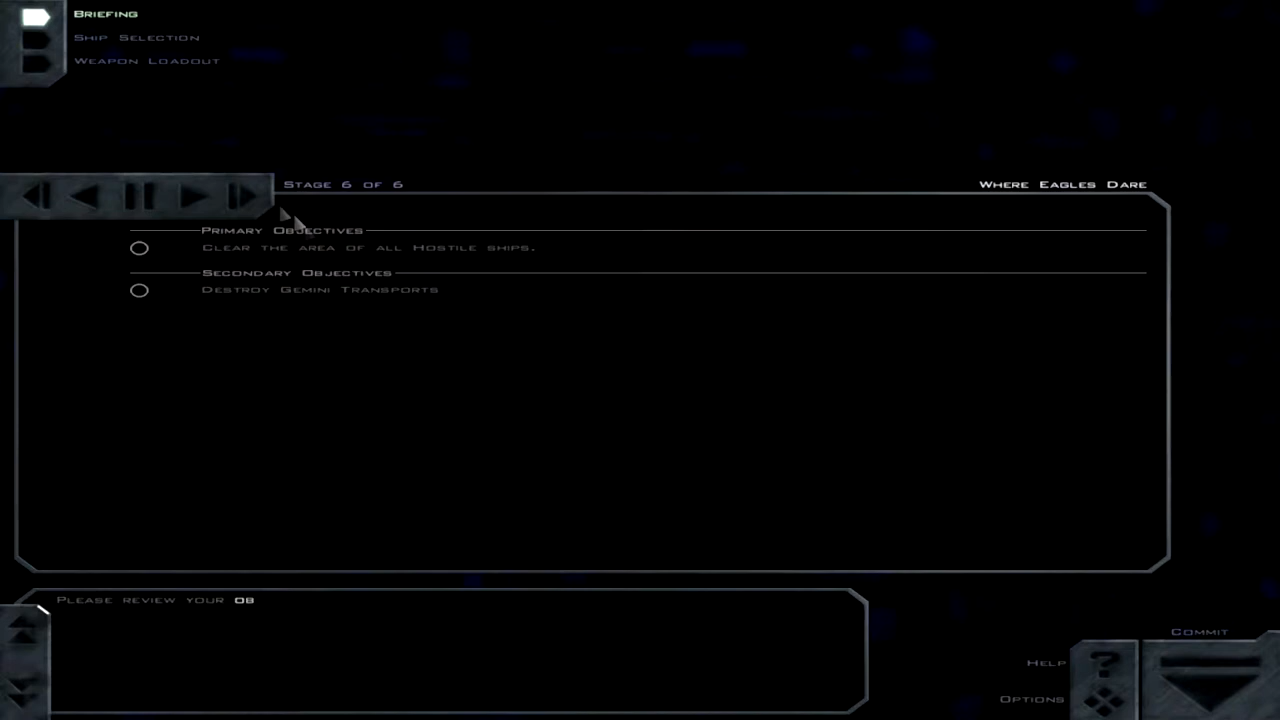 Briefing
Ship Selection
Weapon Loadout
Stage 6 of 6
Where Eagles Dare
Primary Objectives
Clear the area of all Hostile ships.
Secondary Objectives
Destroy Gemini Transports
Please review your ob
Commit
Help
?
Options